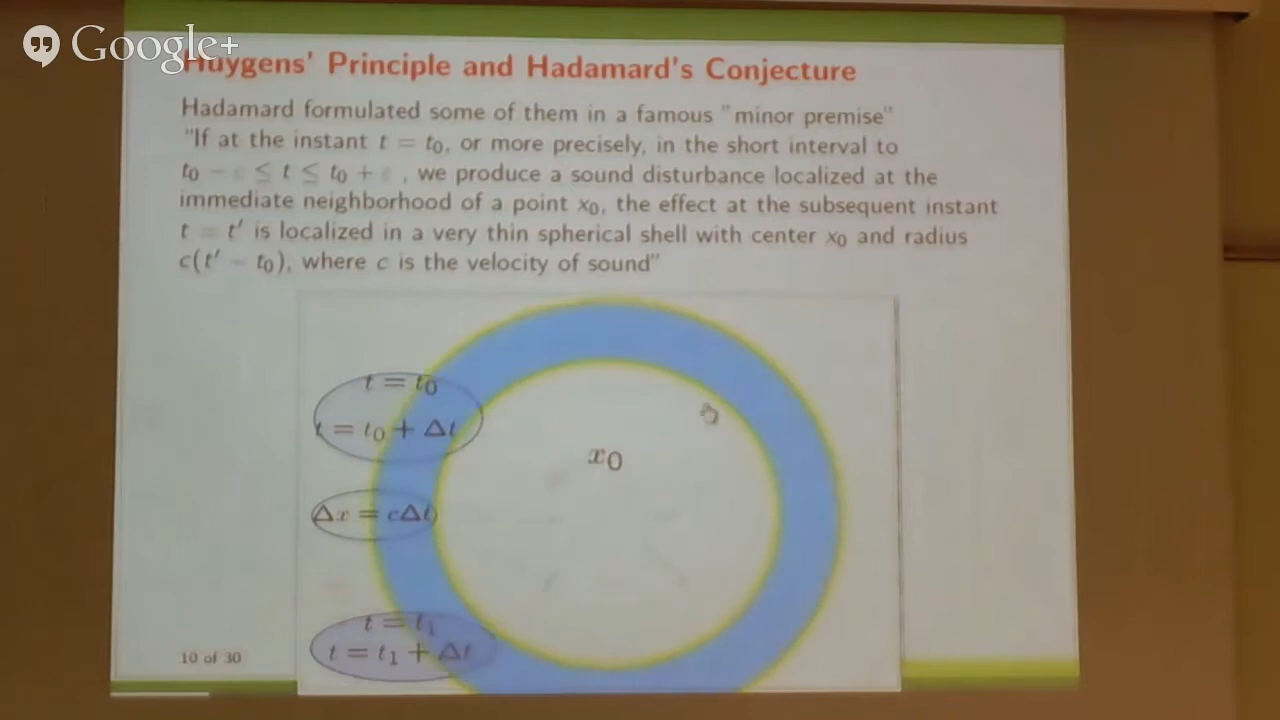 Google+
Huygens' Principle and Hadamard's Conjecture
Hadamard formulated some of them in a famous "minor premise"
"If at the instant t = t₀, or more precisely, in the short interval to
t₀ − ε ≤ t ≤ t₀ + ε , we produce a sound disturbance localized at the
immediate neighborhood of a point x₀, the effect at the subsequent instant
t = t′ is localized in a very thin spherical shell with center x₀ and radius
c(t′ − t₀), where c is the velocity of sound"
t = t₀
t = t₀ + Δt
x₀
Δx = cΔt
t = t₁
t = t₁ + Δt
10 of 30